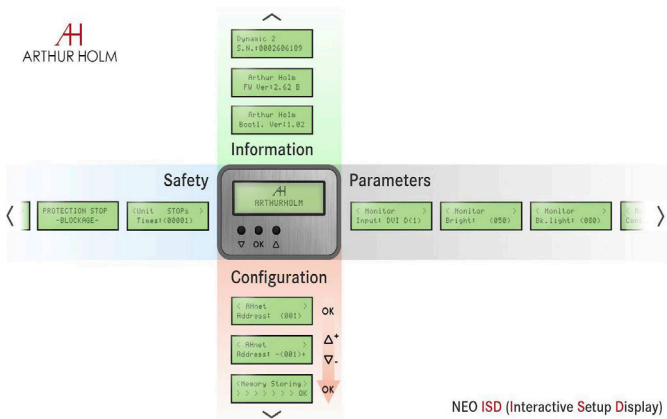 AH
ARTHUR HOLM
Dynamic 2
S.N.:0002606109
Arthur Holm
FW Ver:2.62 B
Arthur Holm
Bootl. Ver:1.02
Information
Safety
Parameters
PROTECTION STOP
-BLOCKAGE-
<Unit STOPs >
Times:(00001)
AH
ARTHURHOLM
OK
< Monitor >
Input: DVI D(1)
< Monitor >
Bright: (050)
< Monitor >
Bk.light: (080)
Configuration
< AHnet >
Address: (001)
OK
< AHnet >
Address: -(001)+
+
-
<Memory Storing>
> > > > > > > OK
OK
NEO ISD (Interactive Setup Display)